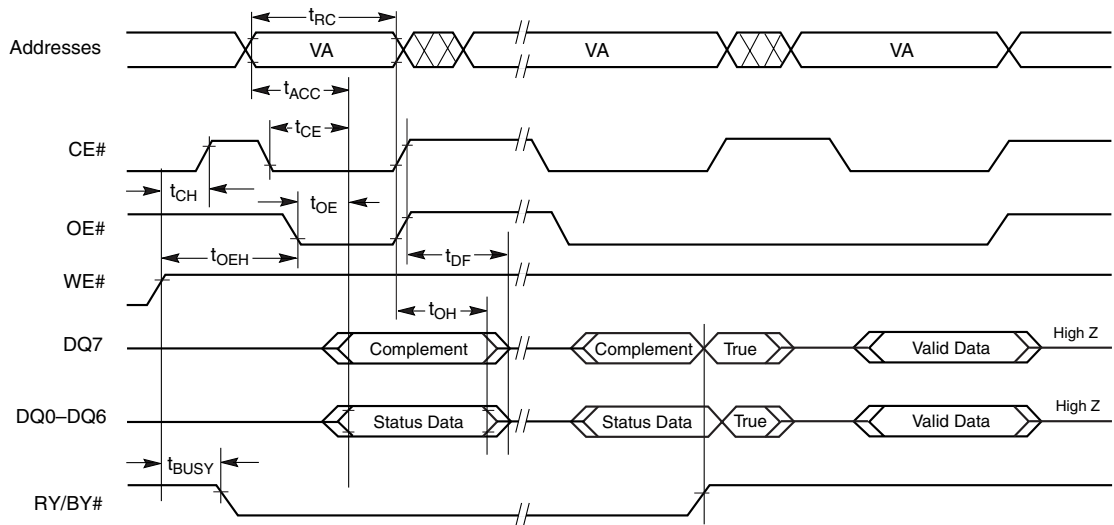 tRC
Addresses VA VA VA
tACC
tCE
CE#
tCH tOE
OE#
tOEH tDF
WE#
tOH
DQ7 Complement Complement True Valid Data High Z
DQ0–DQ6 Status Data Status Data True Valid Data High Z
tBUSY
RY/BY#